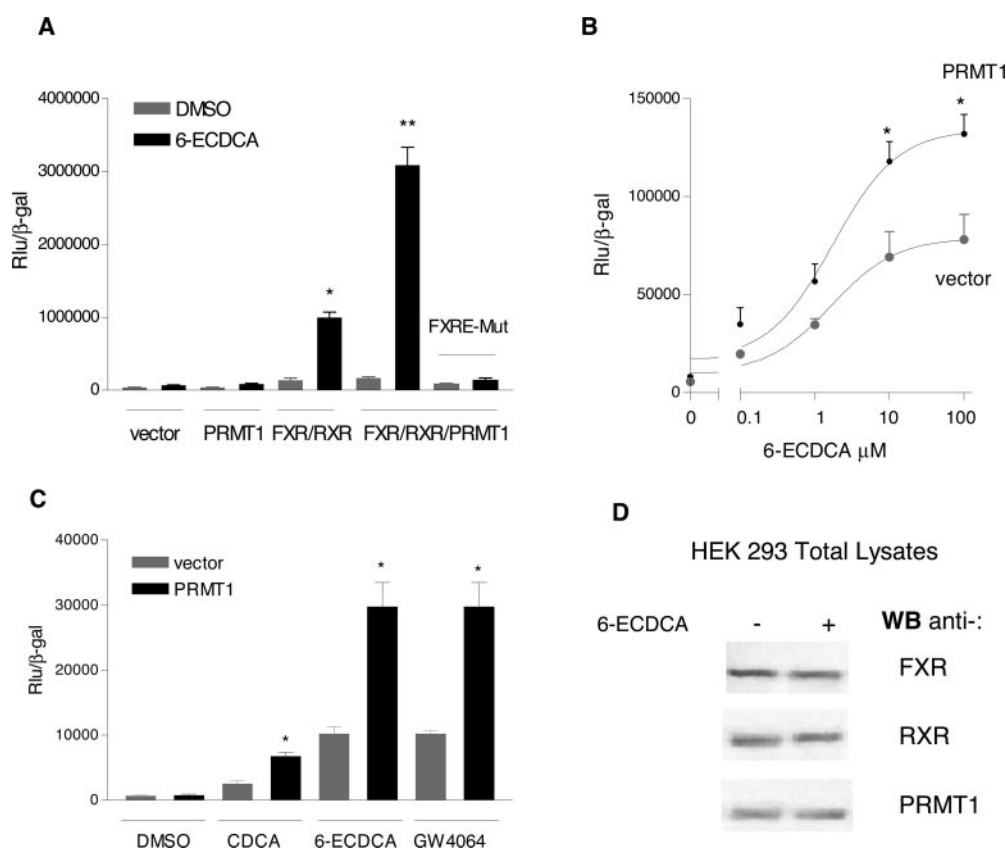 A
4000000
3000000
2000000
1000000
0
Rlu/β-gal
DMSO
6-ECDCA
*
**
FXRE-Mut
vector PRMT1 FXR/RXR FXR/RXR/PRMT1
B
PRMT1
150000
100000
50000
0
Rlu/β-gal
* *
vector
0 0.1 1 10 100
6-ECDCA μM
C
40000
30000
20000
10000
0
Rlu/β-gal
vector
PRMT1
* * *
DMSO CDCA 6-ECDCA GW4064
D
HEK 293 Total Lysates
6-ECDCA - + WB anti-:
FXR
RXR
PRMT1